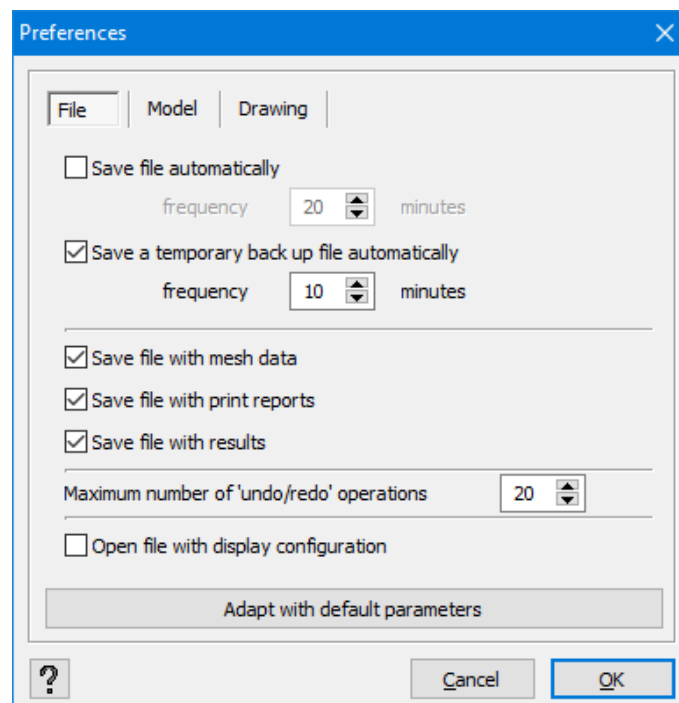 Preferences
File Model Drawing
Save file automatically
frequency 20 minutes
Save a temporary back up file automatically
frequency 10 minutes
Save file with mesh data
Save file with print reports
Save file with results
Maximum number of 'undo/redo' operations 20
Open file with display configuration
Adapt with default parameters
? Cancel OK